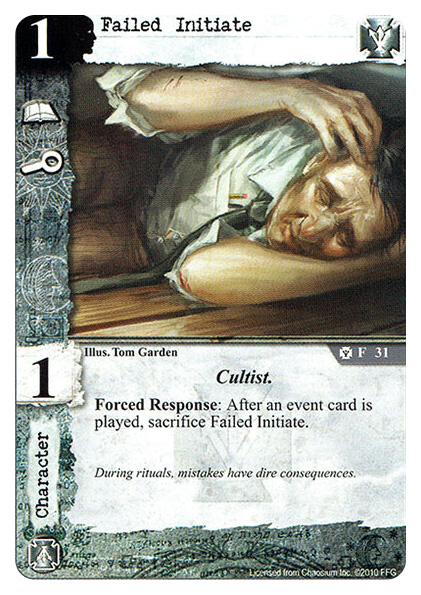 1
Failed Initiate
Illus. Tom Garden
F 31
1
Cultist.
Forced Response: After an event card is
played, sacrifice Failed Initiate.
During rituals, mistakes have dire consequences.
Character
Licensed from Chaosium Inc. ©2010 FFG